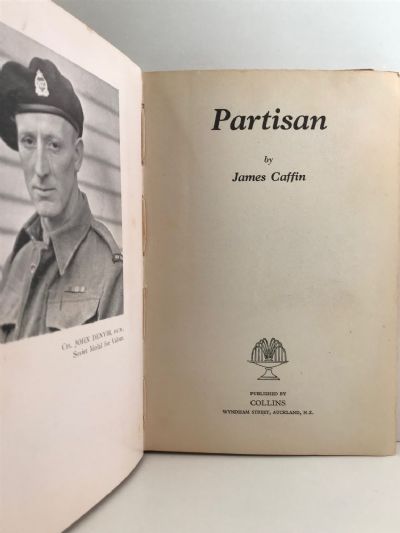 CPL. JOHN DENVIR, D.C.M.
Soviet Medal for Valour.
Partisan
by
James Caffin
PUBLISHED BY
COLLINS
WYNDHAM STREET, AUCKLAND, N.Z.